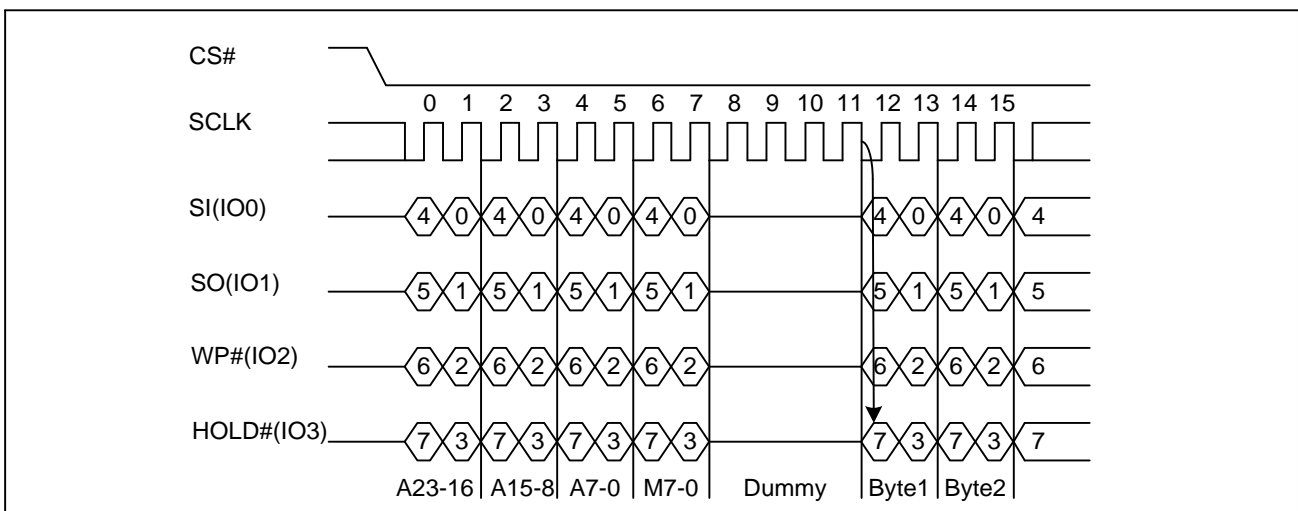 CS#
0 1 2 3 4 5 6 7 8 9 10 11 12 13 14 15
SCLK
SI(IO0) 4 0 4 0 4 0 4 0 4 0 4 0 4
SO(IO1) 5 1 5 1 5 1 5 1 5 1 5 1 5
WP#(IO2) 6 2 6 2 6 2 6 2 6 2 6 2 6
HOLD#(IO3) 7 3 7 3 7 3 7 3 7 3 7 3 7
A23-16 A15-8 A7-0 M7-0 Dummy Byte1 Byte2